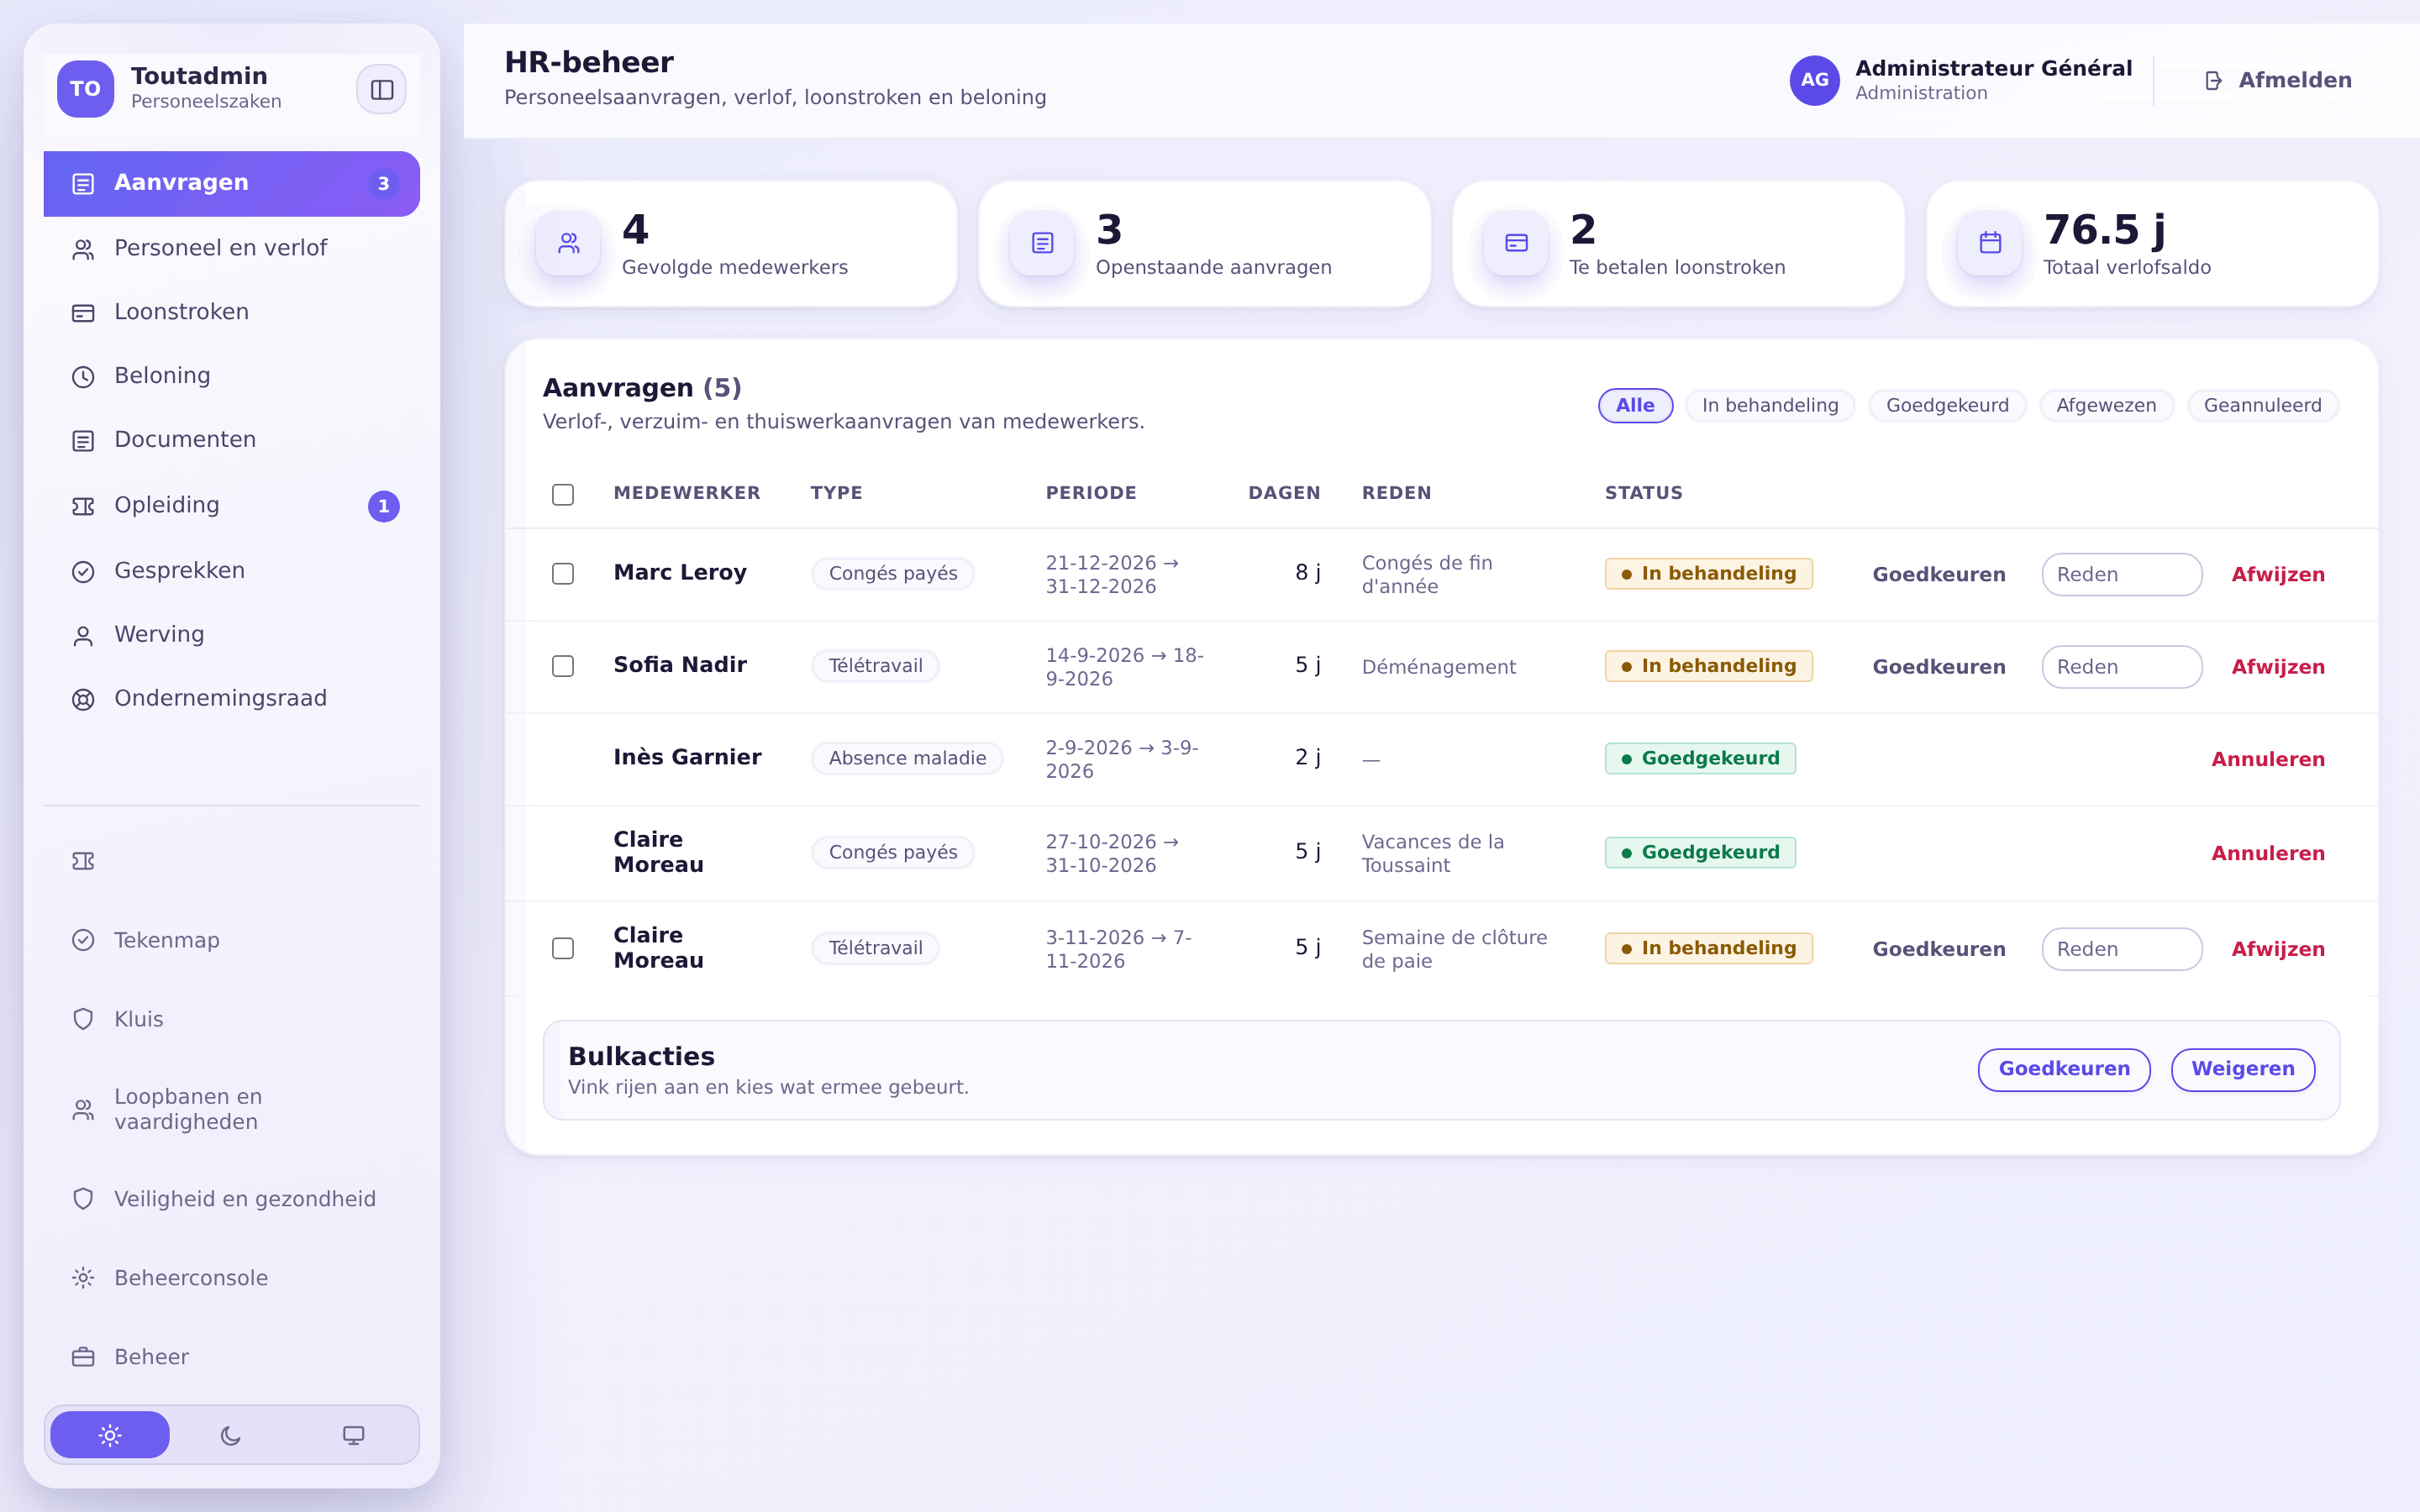 TO
Toutadmin
Personeelszaken
Aanvragen 3
Personeel en verlof
Loonstroken
Beloning
Documenten
Opleiding 1
Gesprekken
Werving
Ondernemingsraad
Tekenmap
Kluis
Loopbanen en
vaardigheden
Veiligheid en gezondheid
Beheerconsole
Beheer
HR-beheer
Personeelsaanvragen, verlof, loonstroken en beloning
AG
Administrateur Général
Administration
Afmelden
4
Gevolgde medewerkers
3
Openstaande aanvragen
2
Te betalen loonstroken
76.5 j
Totaal verlofsaldo
Aanvragen (5)
Verlof-, verzuim- en thuiswerkaanvragen van medewerkers.
Alle In behandeling Goedgekeurd Afgewezen Geannuleerd
MEDEWERKER TYPE PERIODE DAGEN REDEN STATUS
Marc Leroy Congés payés 21-12-2026 → 8 j Congés de fin In behandeling Goedkeuren Reden Afwijzen
31-12-2026 d'année
Sofia Nadir Télétravail 14-9-2026 → 18- 5 j Déménagement In behandeling Goedkeuren Reden Afwijzen
9-2026
Inès Garnier Absence maladie 2-9-2026 → 3-9- 2 j — Goedgekeurd Annuleren
2026
Claire Congés payés 27-10-2026 → 5 j Vacances de la Goedgekeurd Annuleren
Moreau 31-10-2026 Toussaint
Claire Télétravail 3-11-2026 → 7- 5 j Semaine de clôture In behandeling Goedkeuren Reden Afwijzen
Moreau 11-2026 de paie
Bulkacties
Vink rijen aan en kies wat ermee gebeurt.
Goedkeuren Weigeren